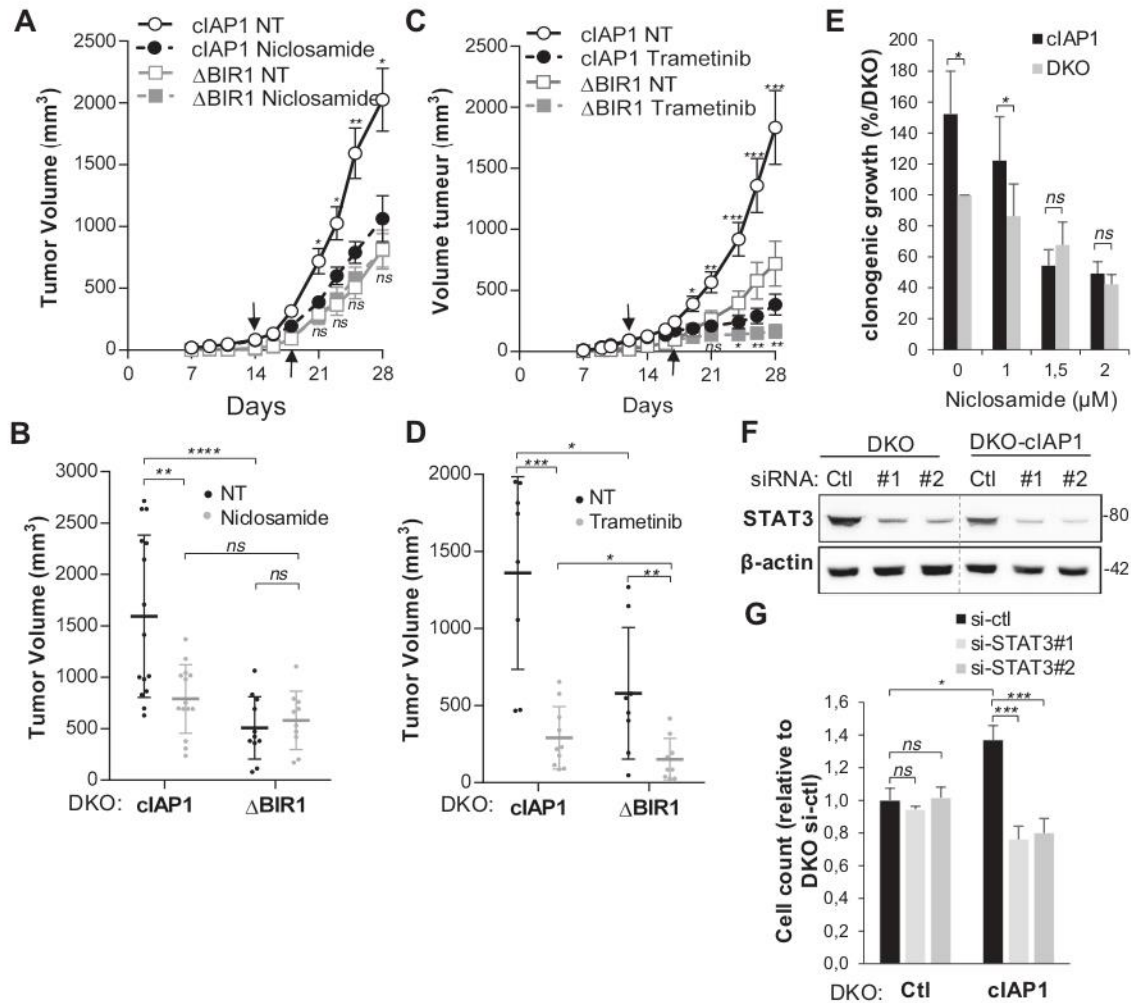 A
cIAP1 NT
cIAP1 Niclosamide
ΔBIR1 NT
ΔBIR1 Niclosamide
Tumor Volume (mm³)
2500
2000
1500
1000
500
0
*
**
*
*
ns
ns
ns
ns
0 7 14 21 28
Days
B
****
**
NT
Niclosamide
ns
ns
Tumor Volume (mm³)
3000
2500
2000
1500
1000
500
0
DKO: cIAP1 ΔBIR1
C
cIAP1 NT
cIAP1 Trametinib
ΔBIR1 NT
ΔBIR1 Trametinib
Volume tumeur (mm³)
2500
2000
1500
1000
500
0
***
***
***
**
*
ns
* ** **
0 7 14 21 28
Days
D
*
***
NT
Trametinib
*
**
Tumor Volume (mm³)
2000
1500
1000
500
0
DKO: cIAP1 ΔBIR1
E
cIAP1
DKO
clonogenic growth (%/DKO)
200
180
160
140
120
100
80
60
40
20
0
*
*
ns
ns
0 1 1,5 2
Niclosamide (µM)
F
DKO DKO-cIAP1
siRNA: Ctl #1 #2 Ctl #1 #2
STAT3 -80
β-actin -42
G
si-ctl
si-STAT3#1
si-STAT3#2
Cell count (relative to
DKO si-ctl)
1,6
1,4
1,2
1,0
0,8
0,6
0,4
0,2
0,0
*
***
***
ns
ns
DKO: Ctl cIAP1